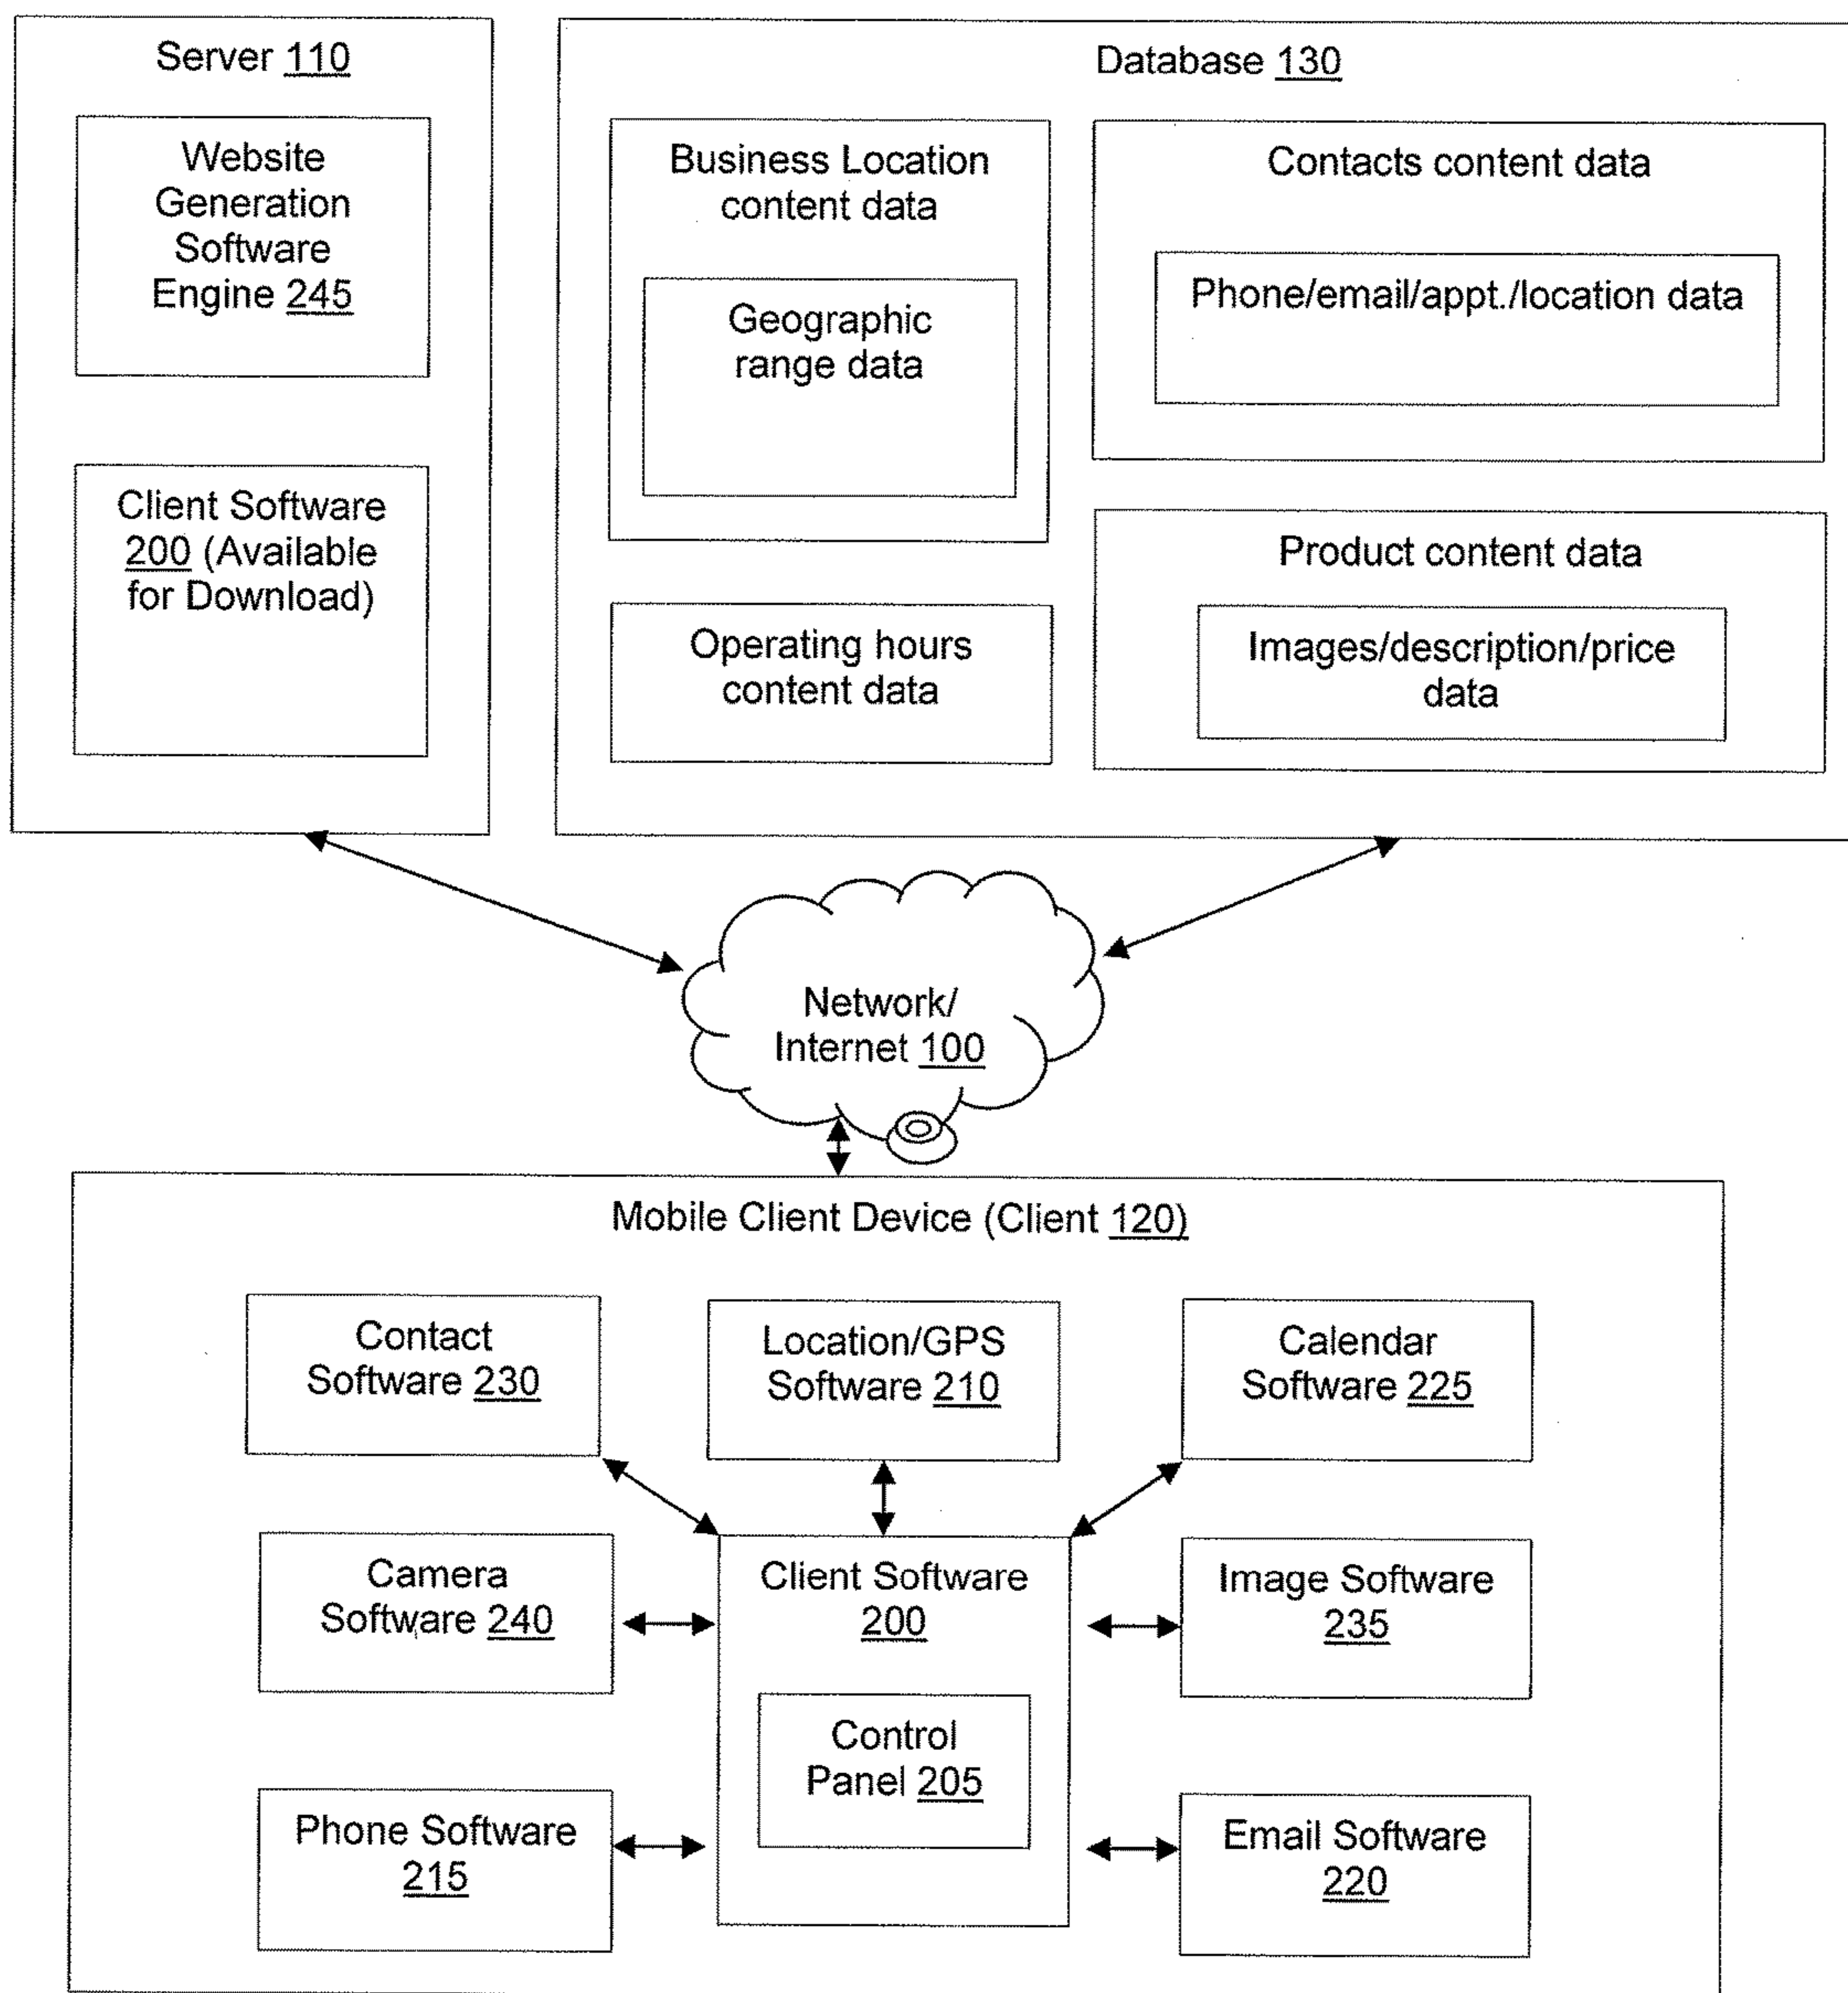 Server 110
Website
Generation
Software
Engine 245
Client Software
200 (Available
for Download)
Database 130
Business Location
content data
Geographic
range data
Operating hours
content data
Contacts content data
Phone/email/appt./location data
Product content data
Images/description/price
data
Network/
Internet 100
Mobile Client Device (Client 120)
Contact
Software 230
Location/GPS
Software 210
Calendar
Software 225
Camera
Software 240
Client Software
200
Image Software
235
Control
Panel 205
Phone Software
215
Email Software
220